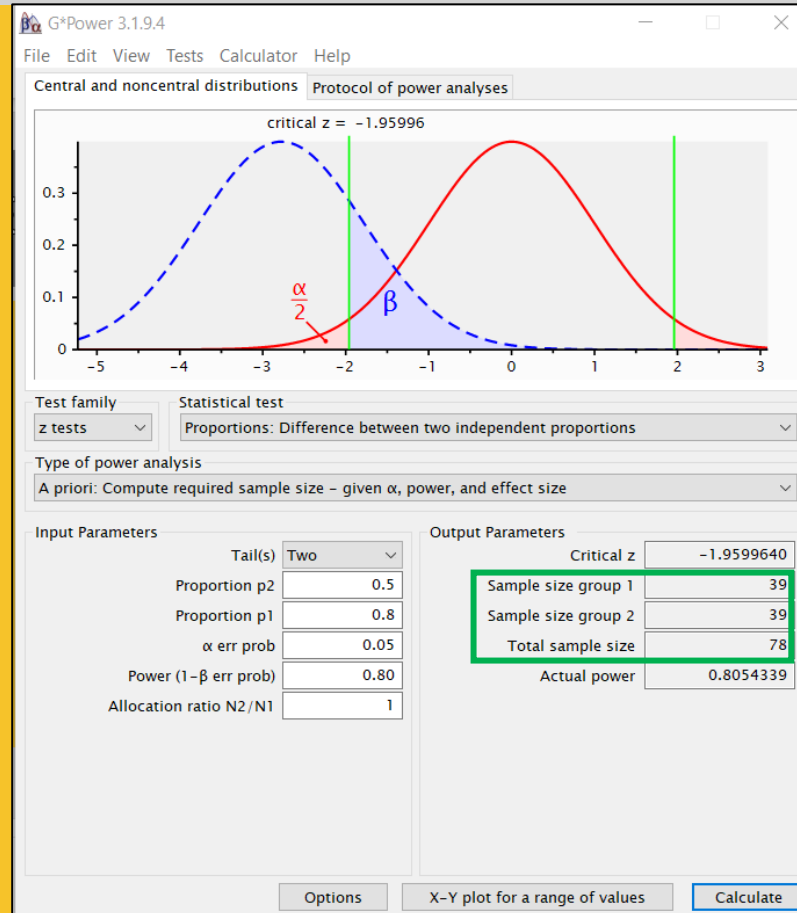 G*Power 3.1.9.4
File Edit View Tests Calculator Help
Central and noncentral distributions Protocol of power analyses
critical z = -1.95996
0.3
0.2
0.1
0
α
2
β
-5 -4 -3 -2 -1 0 1 2 3
Test family Statistical test
z tests Proportions: Difference between two independent proportions
Type of power analysis
A priori: Compute required sample size – given α, power, and effect size
Input Parameters
Tail(s) Two
Proportion p2 0.5
Proportion p1 0.8
α err prob 0.05
Power (1-β err prob) 0.80
Allocation ratio N2/N1 1
Output Parameters
Critical z -1.9599640
Sample size group 1 39
Sample size group 2 39
Total sample size 78
Actual power 0.8054339
Options X-Y plot for a range of values Calculate